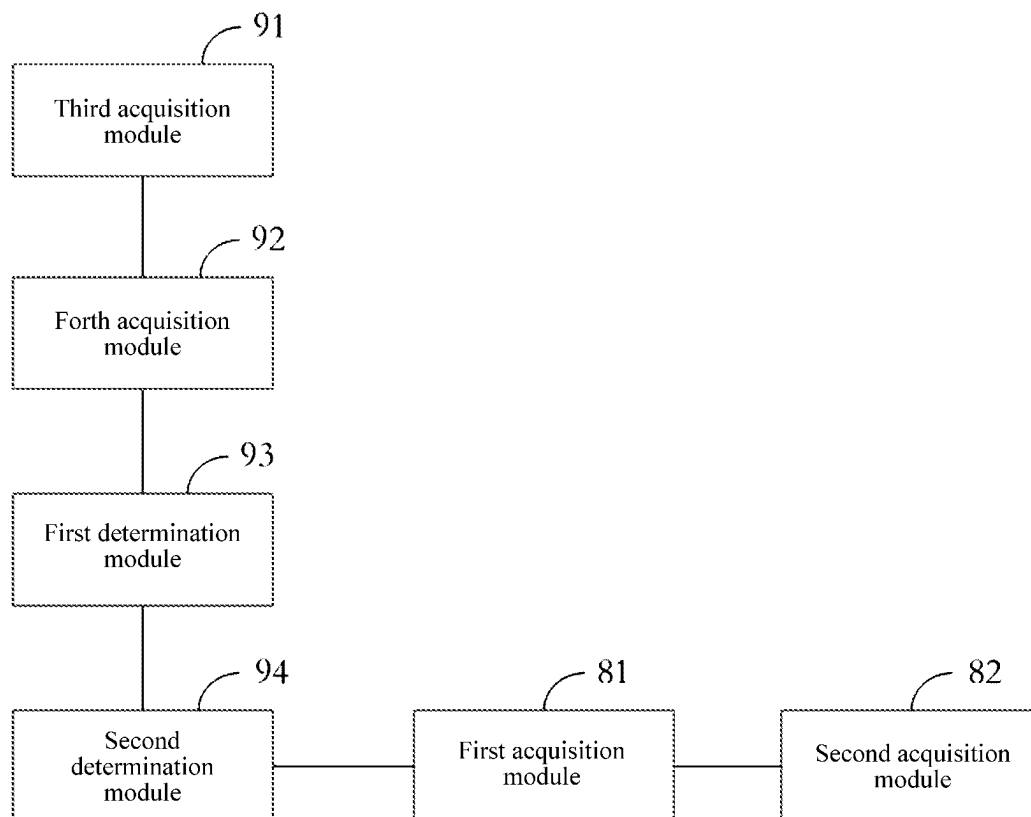 91
Third acquisition
module
92
Forth acquisition
module
93
First determination
module
94
Second
determination
module
81
First acquisition
module
82
Second acquisition
module